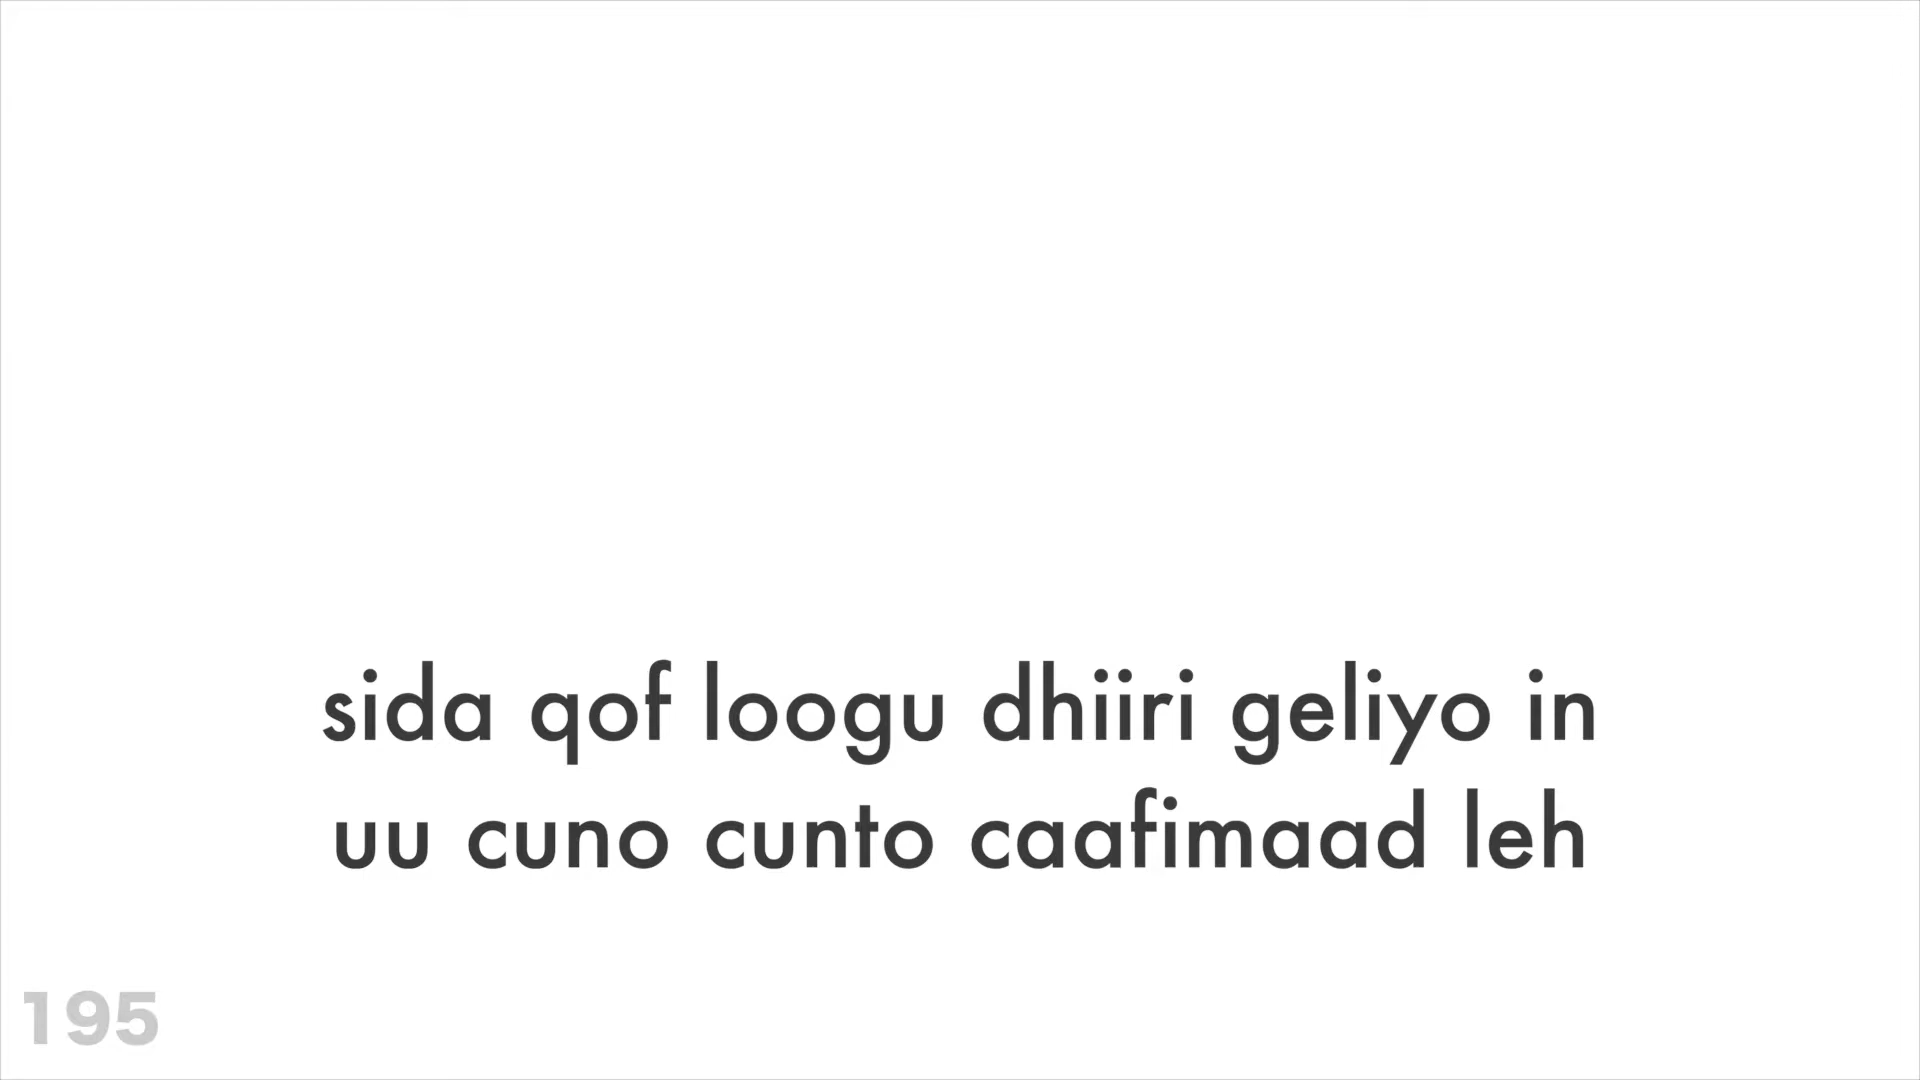 sida qof loogu dhiiri geliyo in
uu cuno cunto caafimaad leh
195